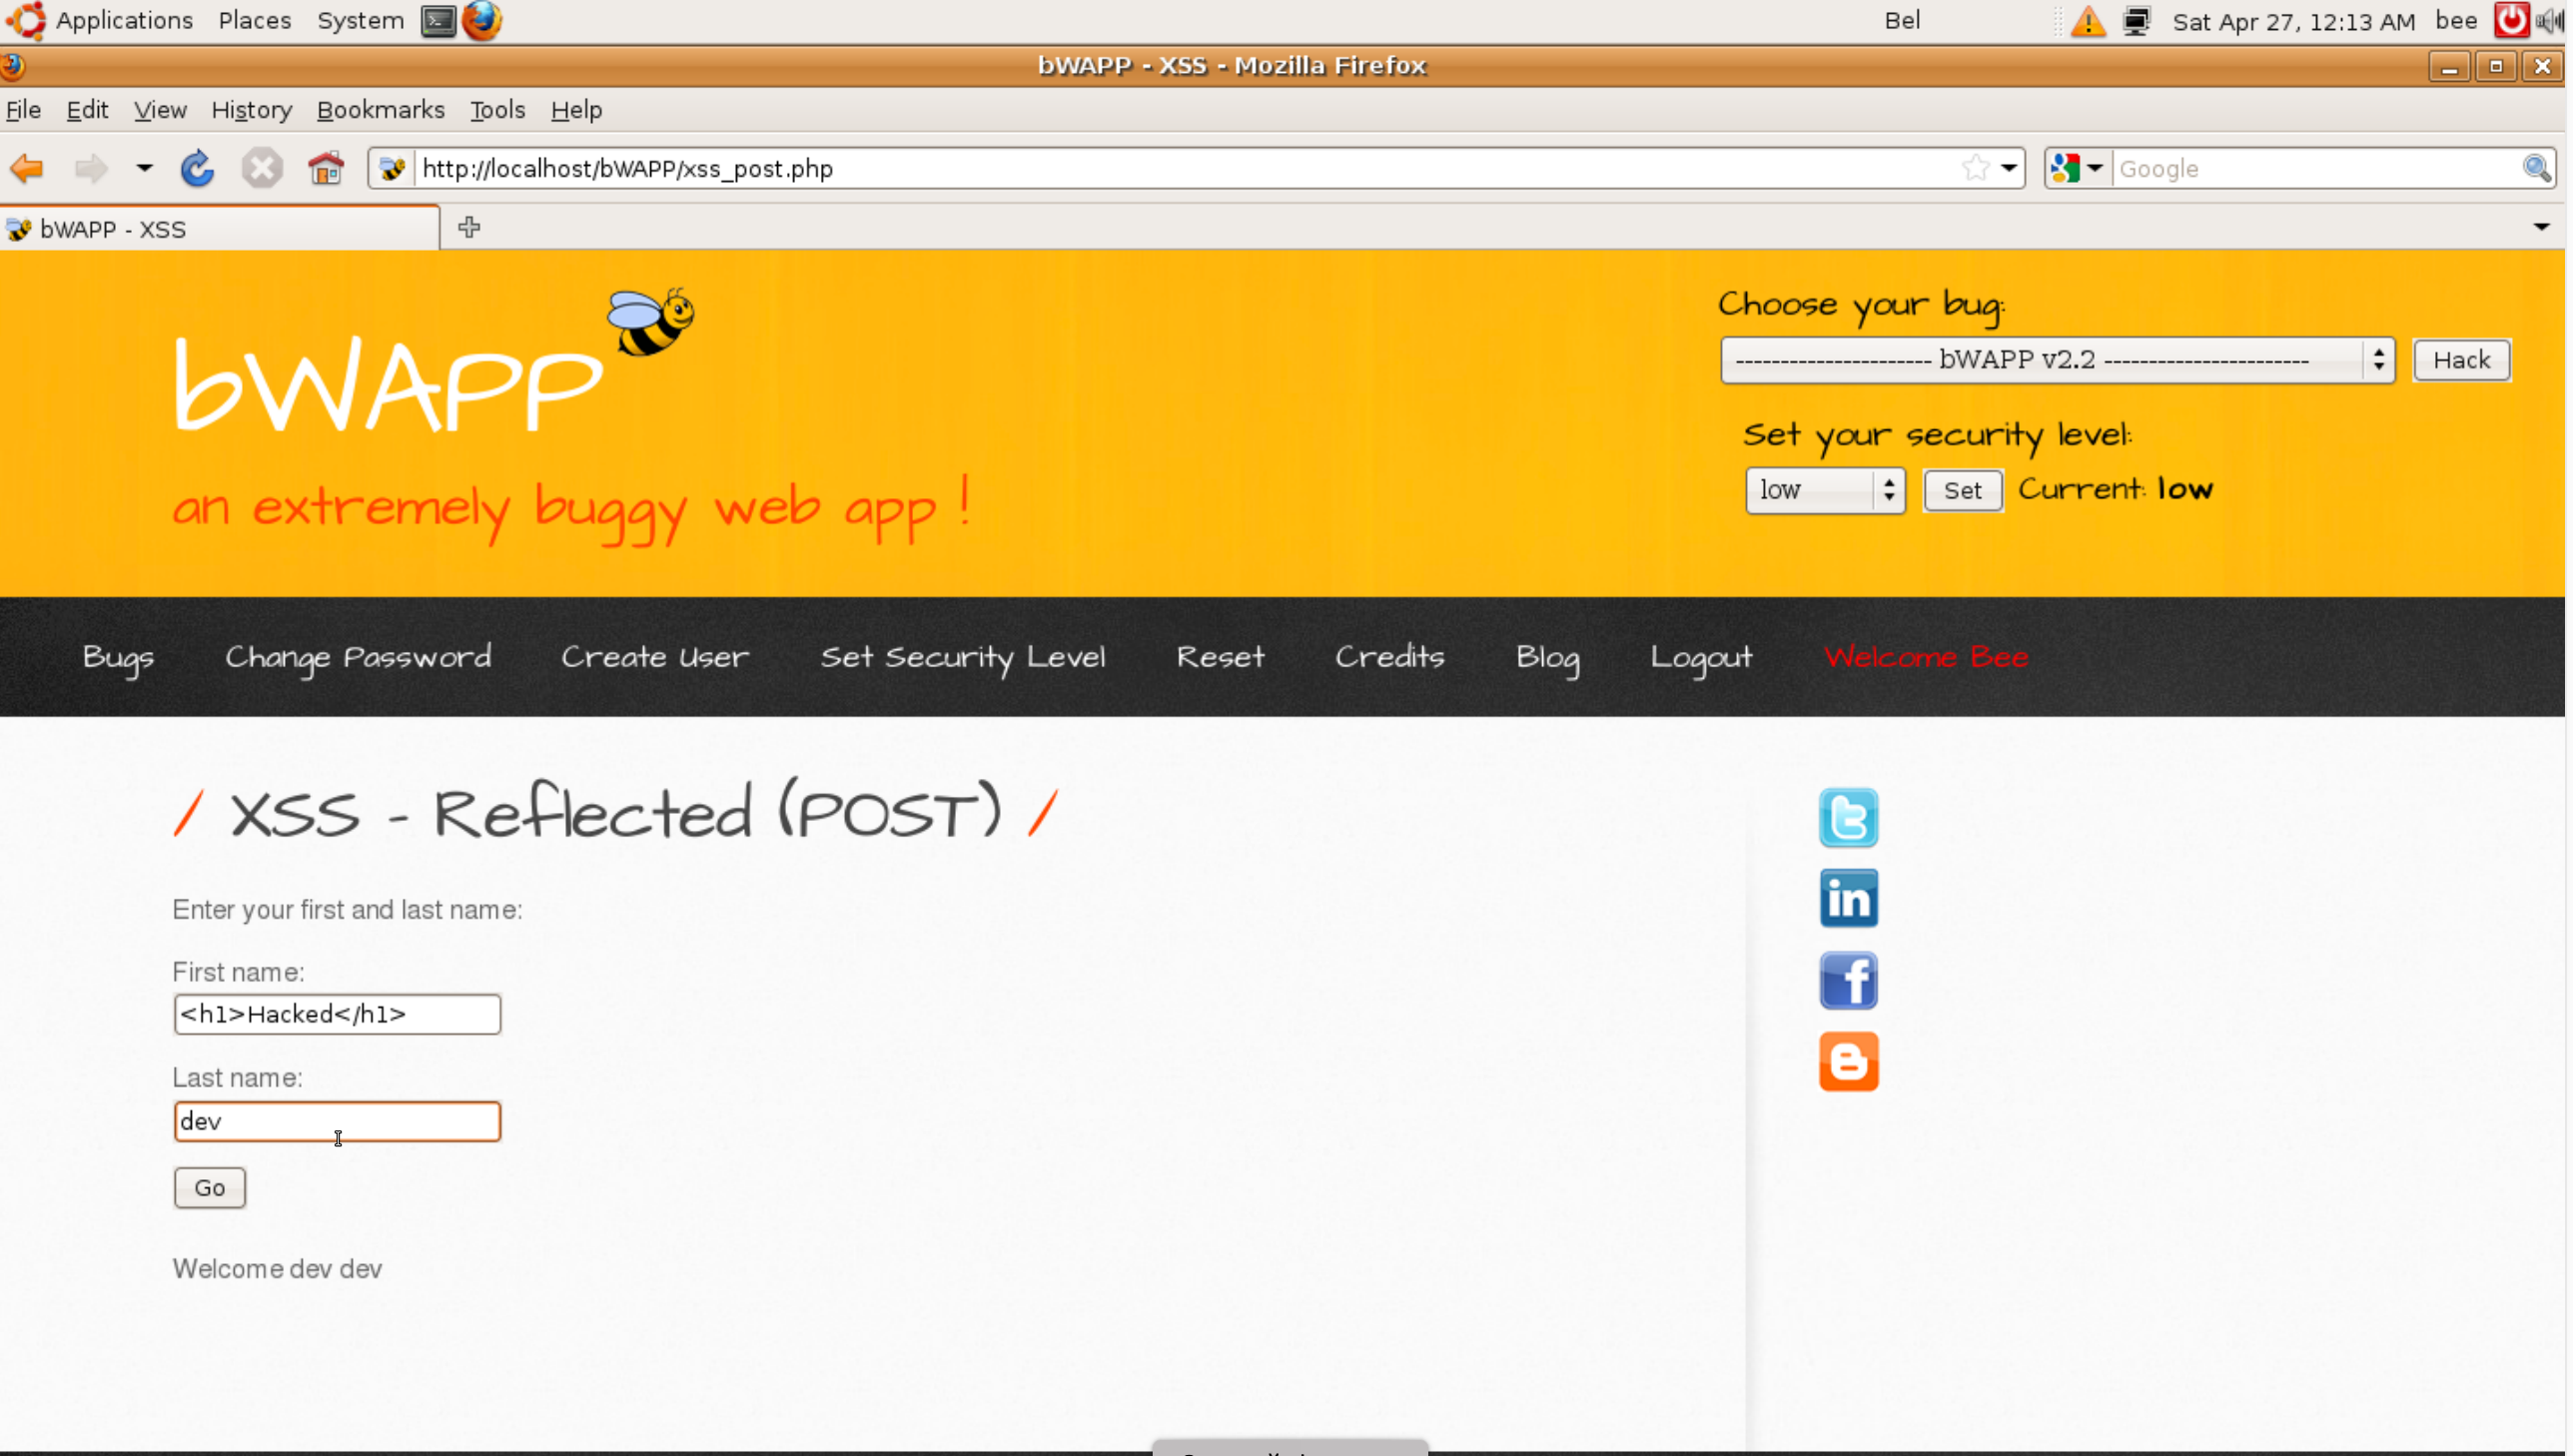 Applications Places System Bel Sat Apr 27, 12:13 AM bee
bWAPP - XSS - Mozilla Firefox
File Edit View History Bookmarks Tools Help
http://localhost/bWAPP/xss_post.php Google
bWAPP - XSS
bWAPP
an extremely buggy web app !
Choose your bug:
---------------------- bWAPP v2.2 ----------------------- Hack
Set your security level:
low Set Current: low
Bugs Change Password Create User Set Security Level Reset Credits Blog Logout Welcome Bee
/ XSS - Reflected (POST) /
Enter your first and last name:
First name:
<h1>Hacked</h1>
Last name:
dev
Go
Welcome dev dev